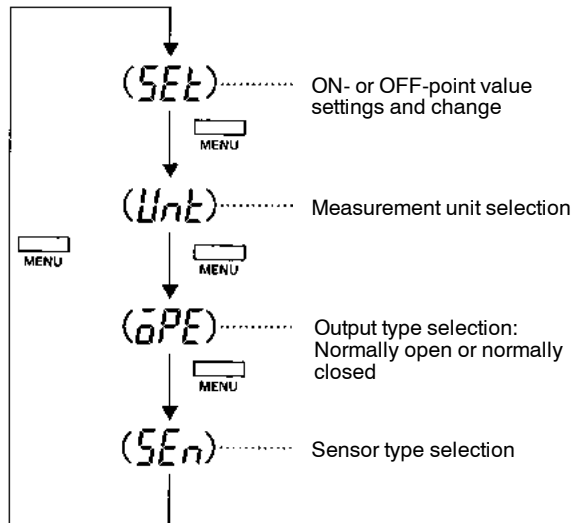 (SEt) ON- or OFF-point value
settings and change
MENU
(Unt) Measurement unit selection
MENU
MENU
(oPE) Output type selection:
Normally open or normally
closed
MENU
(SEn) Sensor type selection